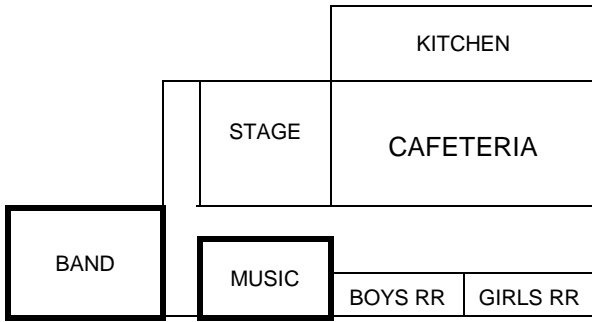 KITCHEN
STAGE
CAFETERIA
BAND
MUSIC
BOYS RR
GIRLS RR